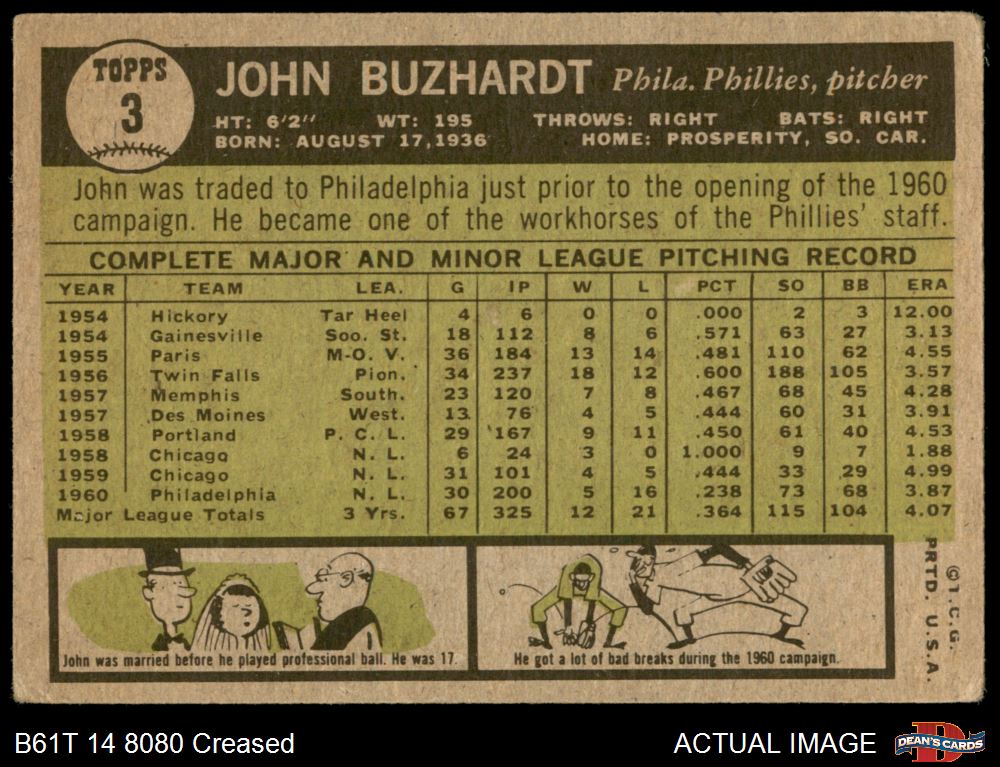 TOPPS
3
JOHN BUZHARDT Phila. Phillies, pitcher
HT: 6'2" WT: 195 THROWS: RIGHT BATS: RIGHT
BORN: AUGUST 17, 1936 HOME: PROSPERITY, SO. CAR.
John was traded to Philadelphia just prior to the opening of the 1960
campaign. He became one of the workhorses of the Phillies' staff.
COMPLETE MAJOR AND MINOR LEAGUE PITCHING RECORD
YEAR TEAM LEA. G IP W L PCT SO BB ERA
1954 Hickory Tar Heel 4 6 0 0 .000 2 3 12.00
1954 Gainesville Soo. St. 18 112 8 6 .571 63 27 3.13
1955 Paris M-O. V. 36 184 13 14 .481 110 62 4.55
1956 Twin Falls Pion. 34 237 18 12 .600 188 105 3.57
1957 Memphis South. 23 120 7 8 .467 68 45 4.28
1957 Des Moines West. 13 76 4 5 .444 60 31 3.91
1958 Portland P. C. L. 29 167 9 11 .450 61 40 4.53
1958 Chicago N. L. 6 24 3 0 1.000 9 7 1.88
1959 Chicago N. L. 31 101 4 5 .444 33 29 4.99
1960 Philadelphia N. L. 30 200 5 16 .238 73 68 3.87
Major League Totals 3 Yrs. 67 325 12 21 .364 115 104 4.07
John was married before he played professional ball. He was 17.
He got a lot of bad breaks during the 1960 campaign.
©T.C.G.
PRTD. U.S.A.
B61T 14 8080 Creased
ACTUAL IMAGE
D
DEAN'S CARDS